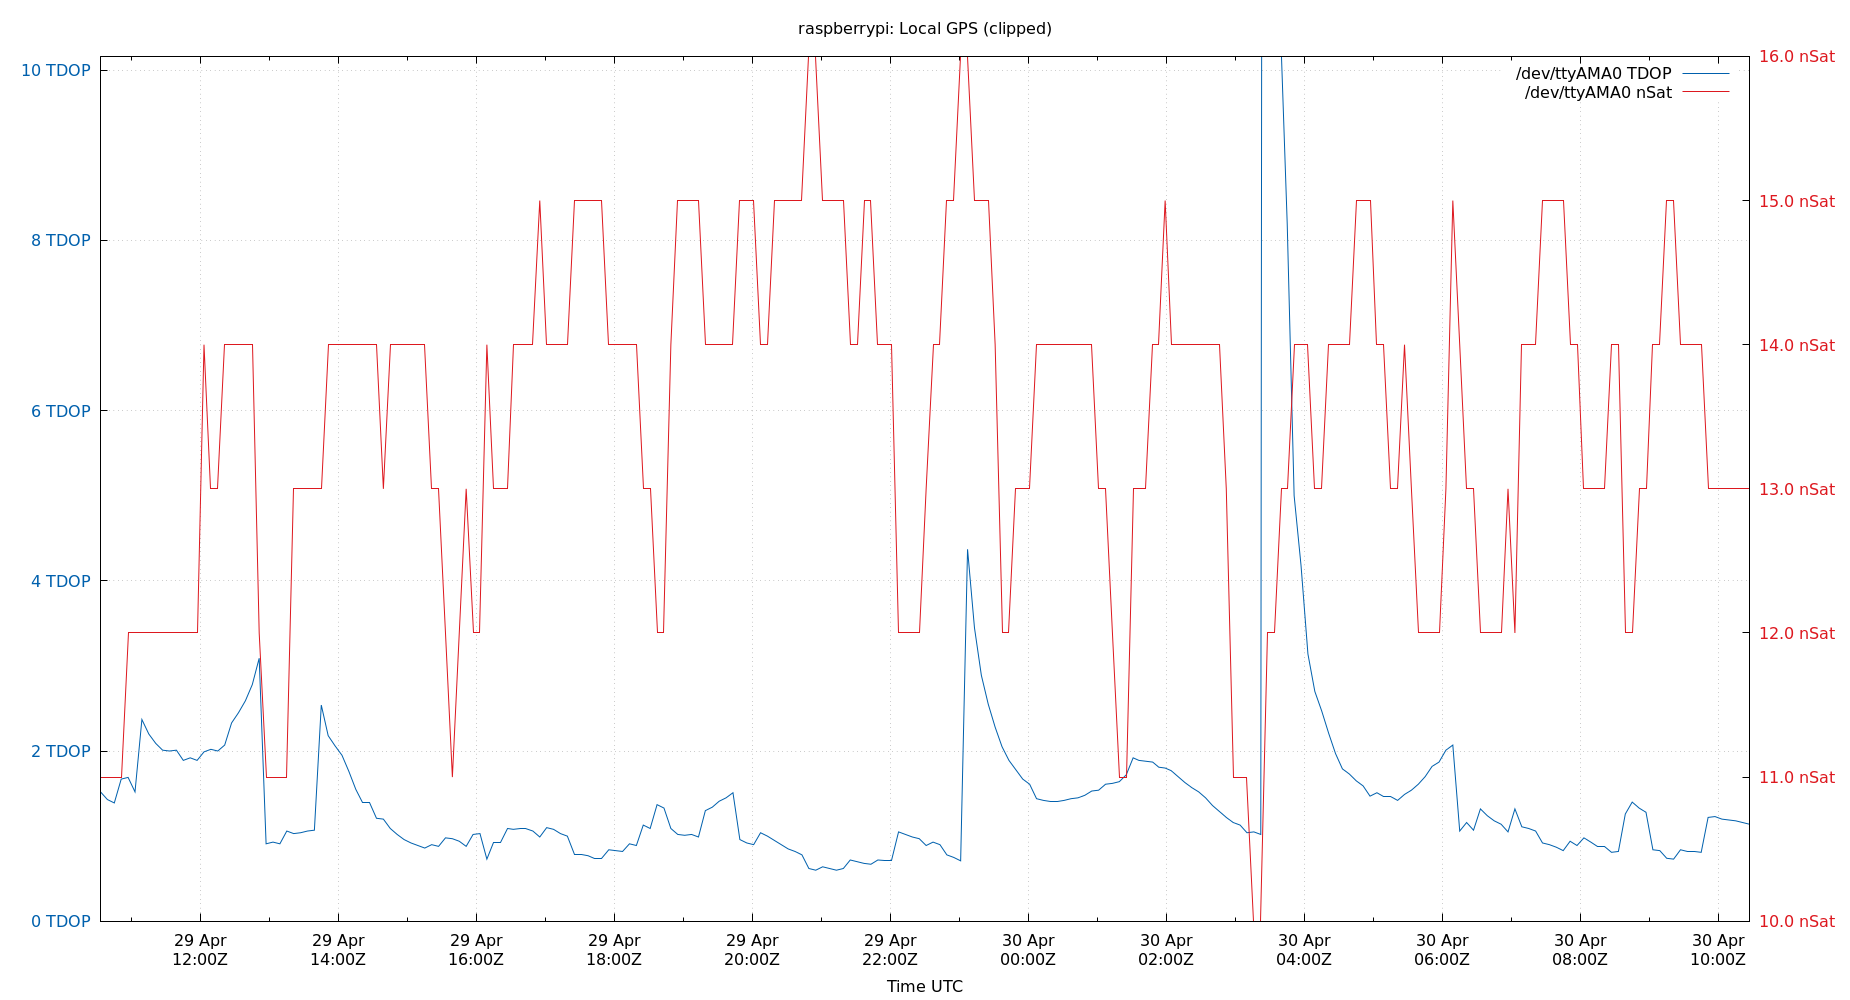 raspberrypi: Local GPS (clipped)
10 TDOP
8 TDOP
6 TDOP
4 TDOP
2 TDOP
0 TDOP
16.0 nSat
15.0 nSat
14.0 nSat
13.0 nSat
12.0 nSat
11.0 nSat
10.0 nSat
/dev/ttyAMA0 TDOP
/dev/ttyAMA0 nSat
29 Apr 29 Apr 29 Apr 29 Apr 29 Apr 29 Apr 30 Apr 30 Apr 30 Apr 30 Apr 30 Apr 30 Apr
12:00Z 14:00Z 16:00Z 18:00Z 20:00Z 22:00Z 00:00Z 02:00Z 04:00Z 06:00Z 08:00Z 10:00Z
Time UTC